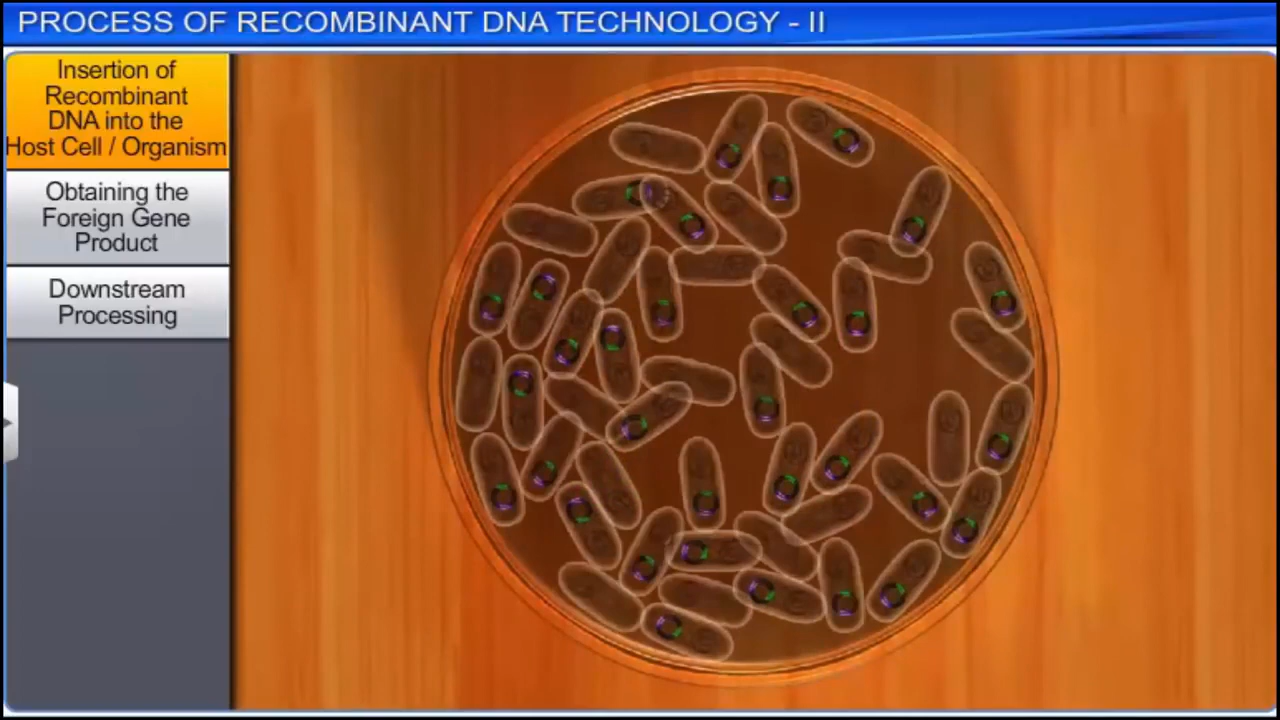 PROCESS OF RECOMBINANT DNA TECHNOLOGY - II
Insertion of
Recombinant
DNA into the
Host Cell / Organism
Obtaining the
Foreign Gene
Product
Downstream
Processing